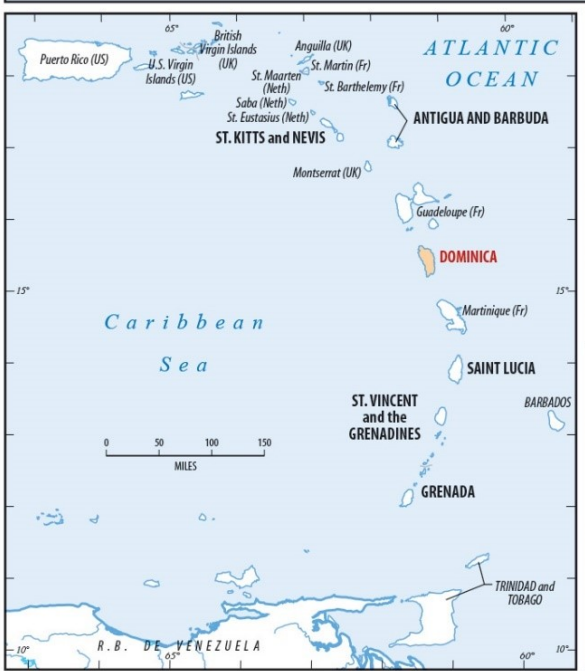 65°
60°
British
Virgin Islands
(UK)
Puerto Rico (US)
U.S. Virgin
Islands (US)
Anguilla (UK)
St. Martin (Fr)
St. Maarten
(Neth)
St. Barthelemy (Fr)
Saba (Neth)
St. Eustasius (Neth)
ST. KITTS and NEVIS
ATLANTIC
OCEAN
ANTIGUA AND BARBUDA
Montserrat (UK)
Guadeloupe (Fr)
DOMINICA
15°
15°
Martinique (Fr)
Caribbean
Sea
SAINT LUCIA
ST. VINCENT
and the
GRENADINES
BARBADOS
0 50 100 150
MILES
GRENADA
TRINIDAD and
TOBAGO
R.B. DE VENEZUELA
10°
65°
60°
10°